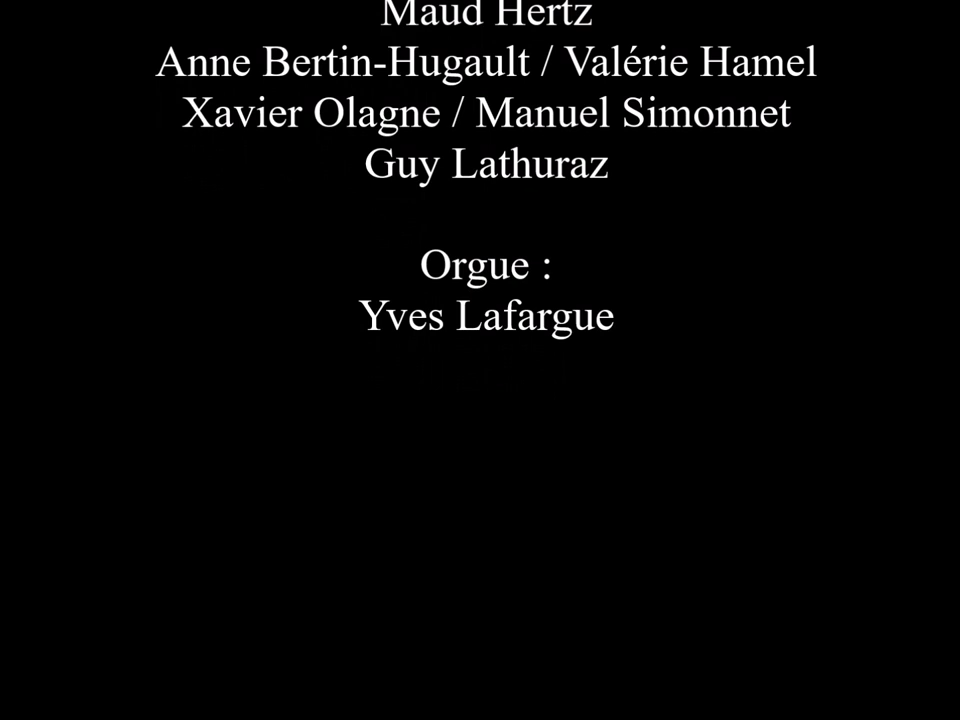 Maud Hertz
Anne Bertin-Hugault / Valérie Hamel
Xavier Olagne / Manuel Simonnet
Guy Lathuraz
Orgue :
Yves Lafargue